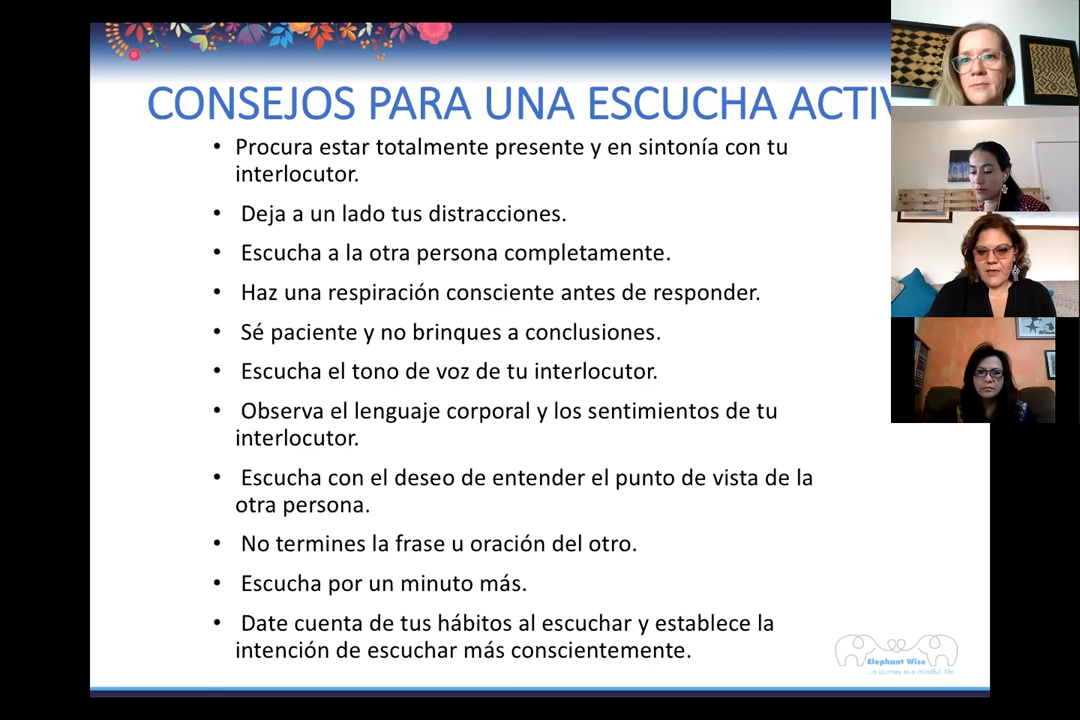 CONSEJOS PARA UNA ESCUCHA ACTIV
• Procura estar totalmente presente y en sintonía con tu
interlocutor.
• Deja a un lado tus distracciones.
• Escucha a la otra persona completamente.
• Haz una respiración consciente antes de responder.
• Sé paciente y no brinques a conclusiones.
• Escucha el tono de voz de tu interlocutor.
• Observa el lenguaje corporal y los sentimientos de tu
interlocutor.
• Escucha con el deseo de entender el punto de vista de la
otra persona.
• No termines la frase u oración del otro.
• Escucha por un minuto más.
• Date cuenta de tus hábitos al escuchar y establece la
intención de escuchar más conscientemente.
Elephant Wise
...a journey to a mindful life